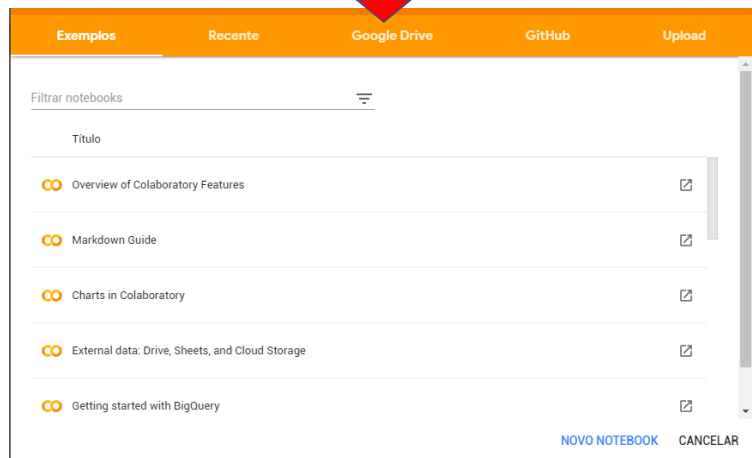 Exemplos Recente Google Drive GitHub Upload
Filtrar notebooks
Título
Overview of Colaboratory Features
Markdown Guide
Charts in Colaboratory
External data: Drive, Sheets, and Cloud Storage
Getting started with BigQuery
NOVO NOTEBOOK CANCELAR